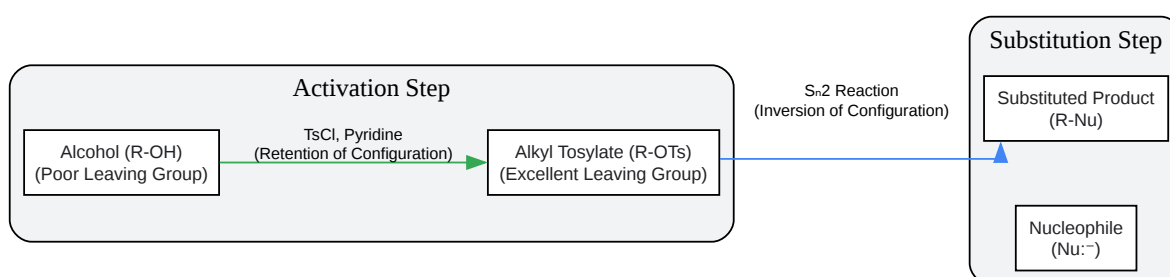 Substitution Step
Activation Step
Alcohol (R-OH)
(Poor Leaving Group)
TsCl, Pyridine
(Retention of Configuration)
Alkyl Tosylate (R-OTs)
(Excellent Leaving Group)
Sₙ2 Reaction
(Inversion of Configuration)
Substituted Product
(R-Nu)
Nucleophile
(Nu:⁻)